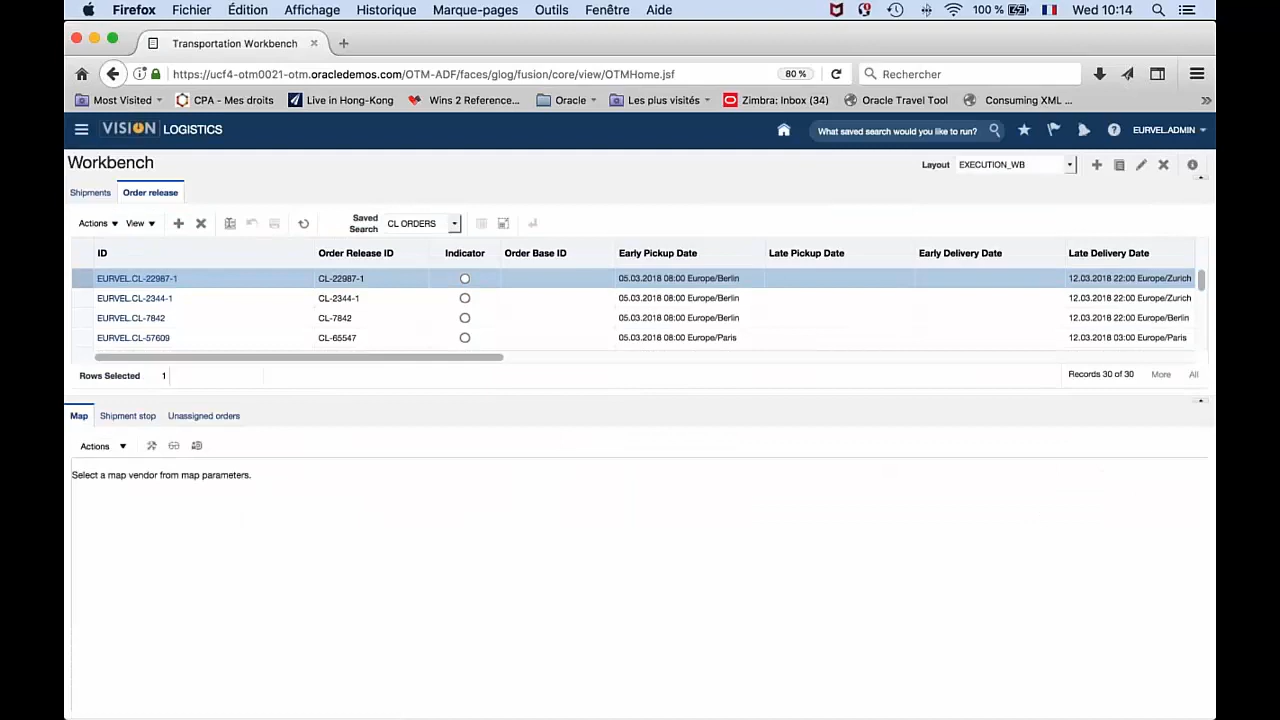 Firefox Fichier Édition Affichage Historique Marque-pages Outils Fenêtre Aide 100 % Wed 10:14
Transportation Workbench
https://ucf4-otm0021-otm.oracledemos.com/OTM-ADF/faces/glog/fusion/core/view/OTMHome.jsf 80 % Rechercher
Most Visited CPA - Mes droits Live in Hong-Kong Wins 2 Reference... Oracle Les plus visités Zimbra: Inbox (34) Oracle Travel Tool Consuming XML ...
VISION LOGISTICS What saved search would you like to run? EURVEL.ADMIN
Workbench Layout EXECUTION_WB
Shipments Order release
Actions View Saved Search CL ORDERS
ID Order Release ID Indicator Order Base ID Early Pickup Date Late Pickup Date Early Delivery Date Late Delivery Date
EURVEL.CL-22987-1 CL-22987-1 05.03.2018 08:00 Europe/Berlin 12.03.2018 22:00 Europe/Zurich
EURVEL.CL-2344-1 CL-2344-1 05.03.2018 08:00 Europe/Berlin 12.03.2018 22:00 Europe/Zurich
EURVEL.CL-7842 CL-7842 05.03.2018 08:00 Europe/Berlin 12.03.2018 22:00 Europe/Berlin
EURVEL.CL-57609 CL-65547 05.03.2018 08:00 Europe/Paris 12.03.2018 03:00 Europe/Paris
Rows Selected 1 Records 30 of 30 More All
Map Shipment stop Unassigned orders
Actions
Select a map vendor from map parameters.